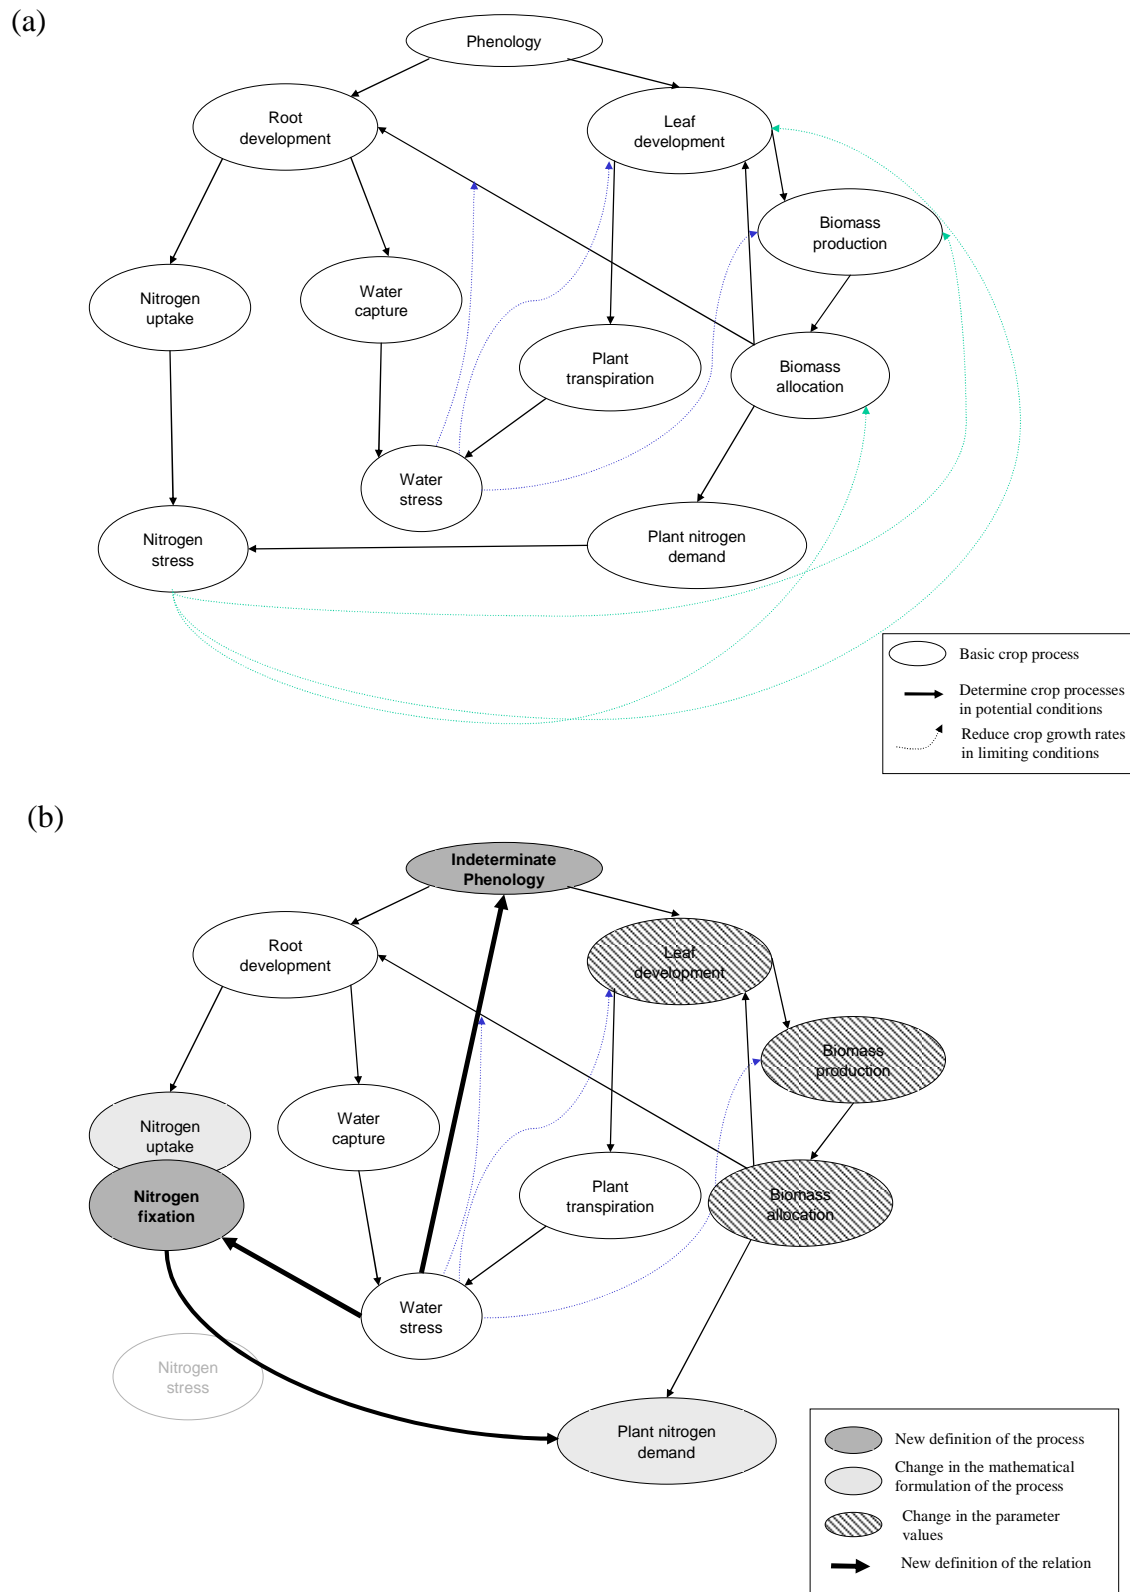 (a)
Phenology
Root
development
Leaf
development
Biomass
production
Nitrogen
uptake
Water
capture
Plant
transpiration
Biomass
allocation
Water
stress
Nitrogen
stress
Plant nitrogen
demand
Basic crop process
Determine crop processes
in potential conditions
Reduce crop growth rates
in limiting conditions
(b)
Indeterminate
Phenology
Root
development
Leaf
development
Biomass
production
Nitrogen
uptake
Water
capture
Nitrogen
fixation
Plant
transpiration
Biomass
allocation
Water
stress
Nitrogen
stress
Plant nitrogen
demand
New definition of the process
Change in the mathematical
formulation of the process
Change in the parameter
values
New definition of the relation